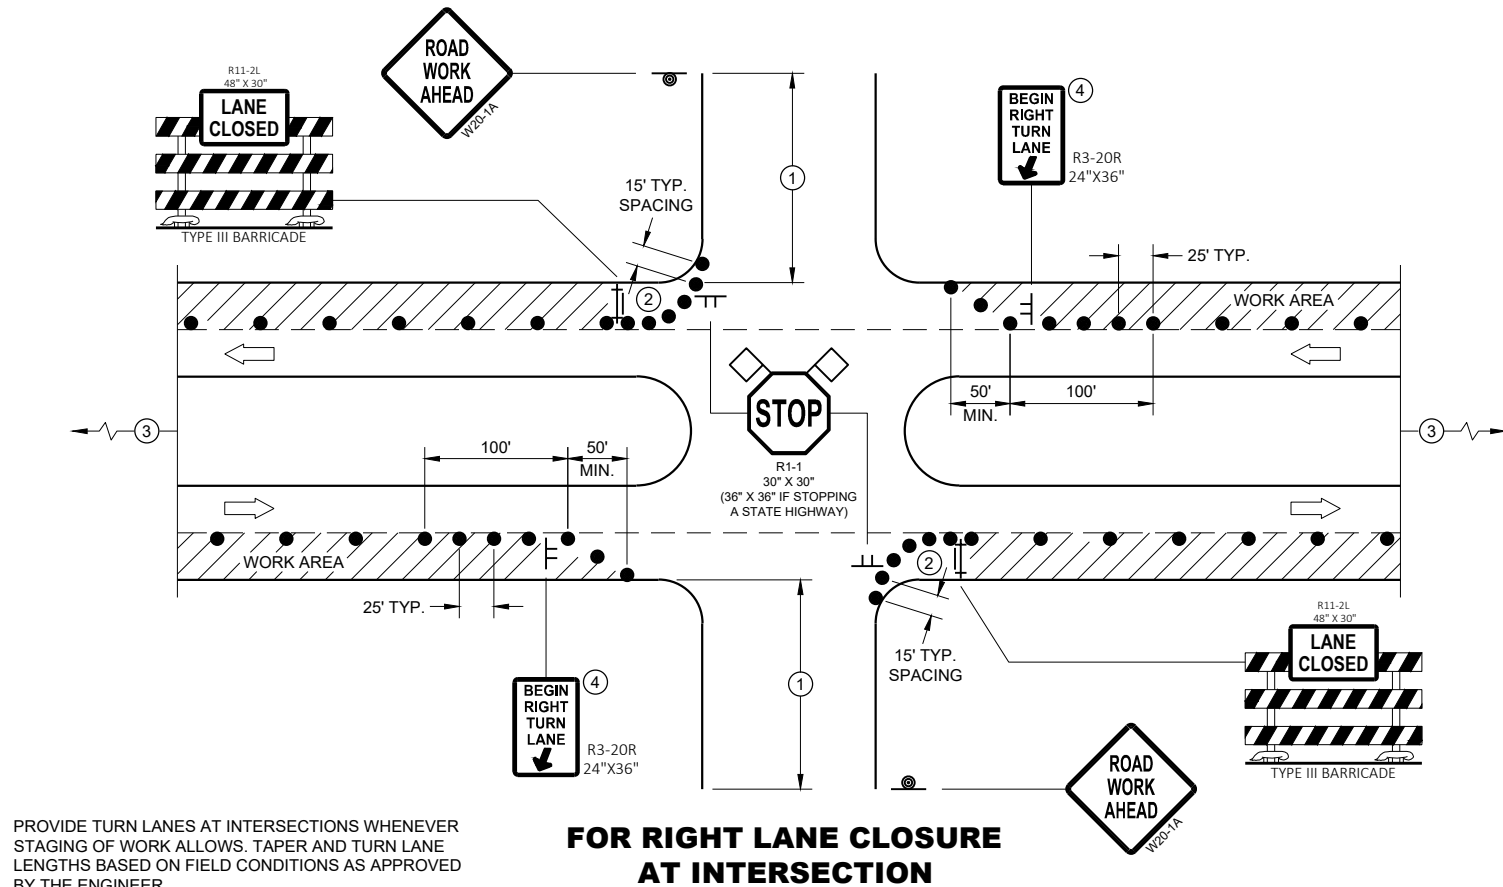 ROAD
WORK
AHEAD
W20-1A
R11-2L
48" X 30"
LANE
CLOSED
TYPE III BARRICADE
15' TYP.
SPACING
1
BEGIN
RIGHT
TURN
LANE
4
R3-20R
24"X36"
25' TYP.
2
WORK AREA
50'
MIN.
100'
3
STOP
R1-1
30" X 30"
(36" X 36" IF STOPPING
A STATE HIGHWAY)
3
100'
50'
MIN.
WORK AREA
2
25' TYP.
15' TYP.
SPACING
1
BEGIN
RIGHT
TURN
LANE
4
R3-20R
24"X36"
R11-2L
48" X 30"
LANE
CLOSED
TYPE III BARRICADE
ROAD
WORK
AHEAD
W20-1A
PROVIDE TURN LANES AT INTERSECTIONS WHENEVER
STAGING OF WORK ALLOWS. TAPER AND TURN LANE
LENGTHS BASED ON FIELD CONDITIONS AS APPROVED
BY THE ENGINEER
FOR RIGHT LANE CLOSURE
AT INTERSECTION